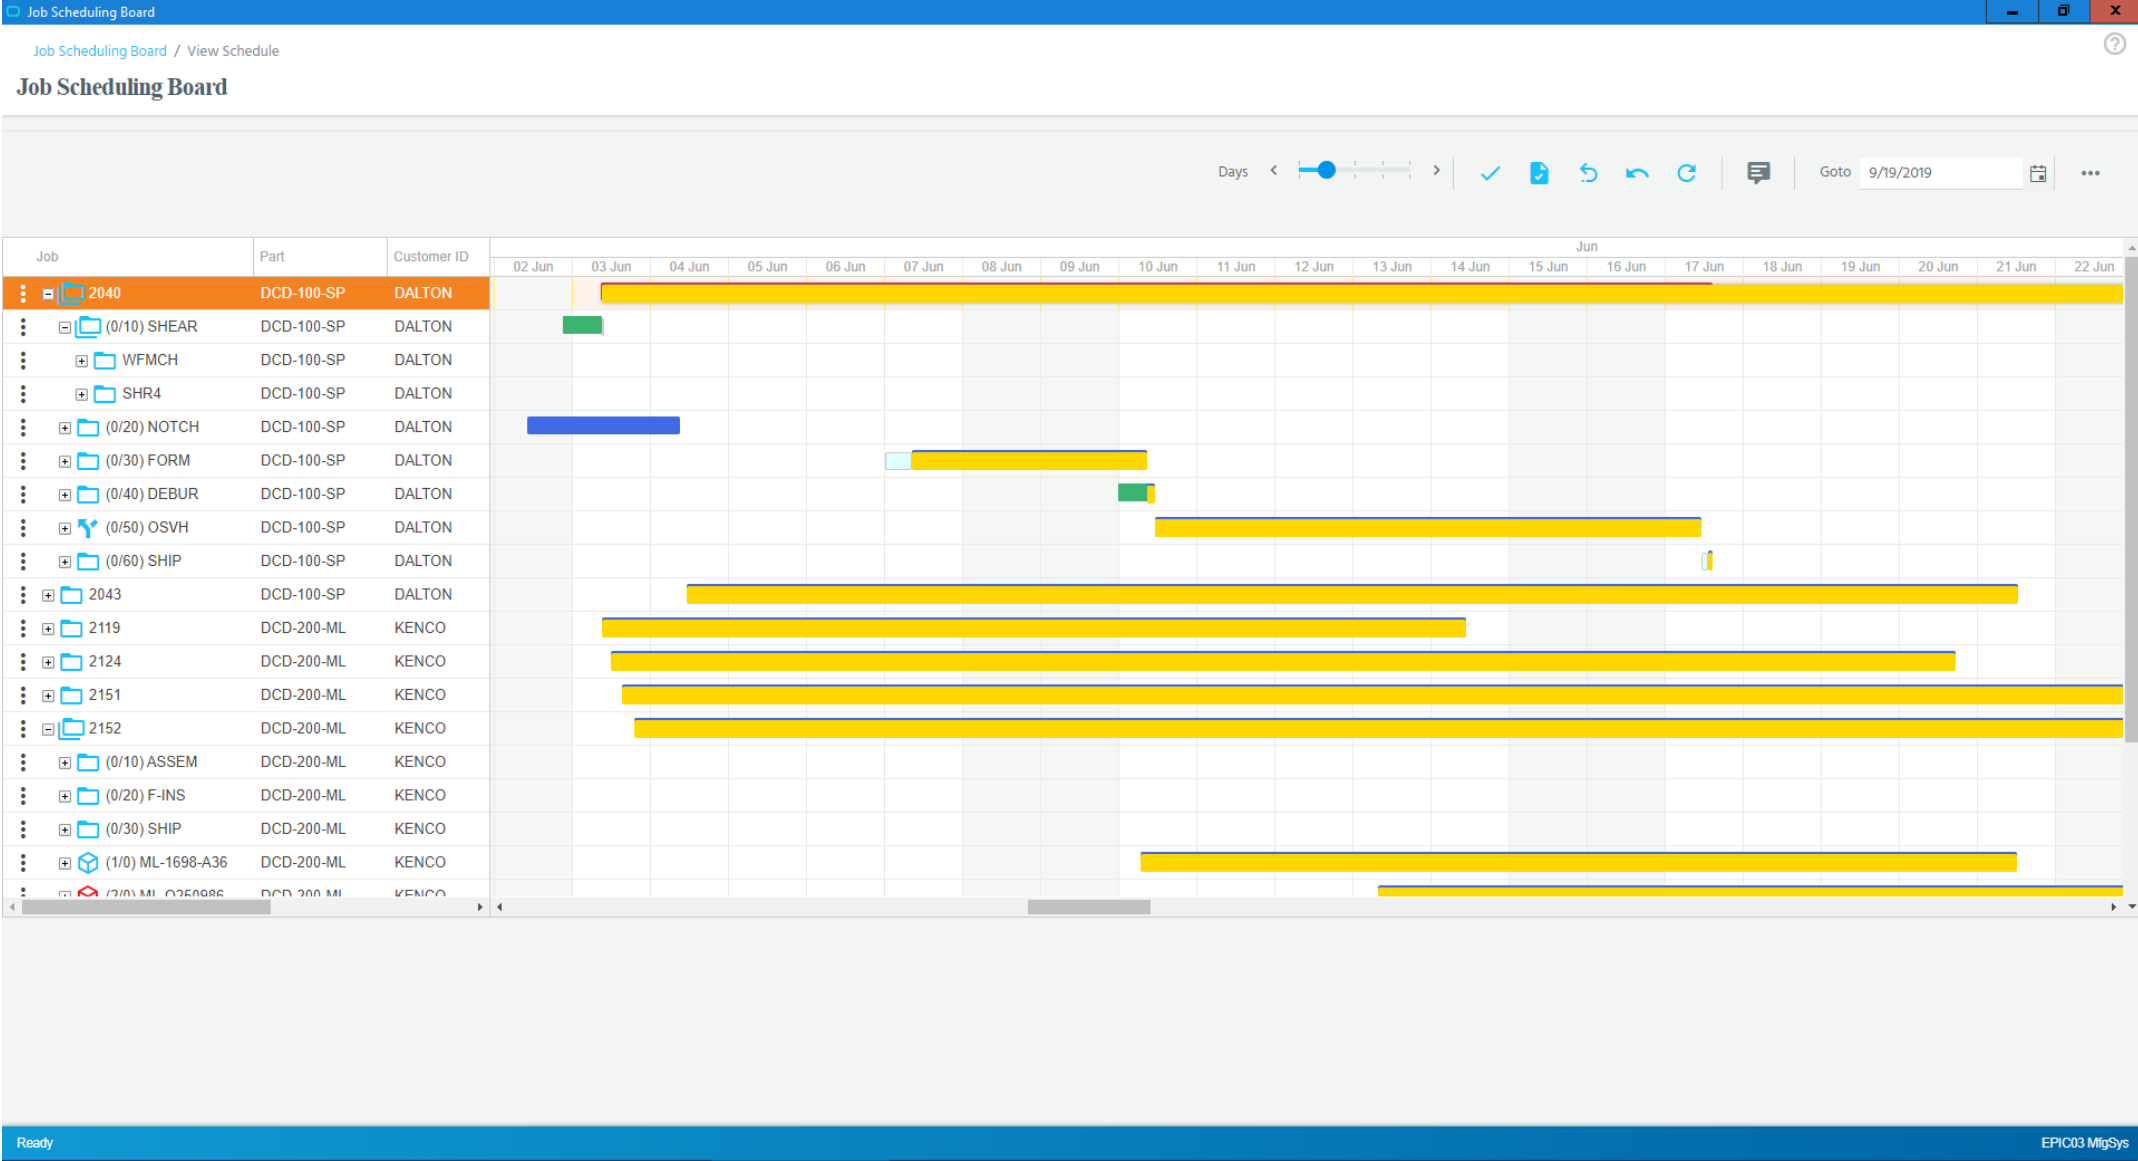 Job Scheduling Board
Job Scheduling Board / View Schedule
Job Scheduling Board
Days
Goto 9/19/2019
Job Part Customer ID
Jun
02 Jun 03 Jun 04 Jun 05 Jun 06 Jun 07 Jun 08 Jun 09 Jun 10 Jun 11 Jun 12 Jun 13 Jun 14 Jun 15 Jun 16 Jun 17 Jun 18 Jun 19 Jun 20 Jun 21 Jun 22 Jun
2040 DCD-100-SP DALTON
(0/10) SHEAR DCD-100-SP DALTON
WFMCH DCD-100-SP DALTON
SHR4 DCD-100-SP DALTON
(0/20) NOTCH DCD-100-SP DALTON
(0/30) FORM DCD-100-SP DALTON
(0/40) DEBUR DCD-100-SP DALTON
(0/50) OSVH DCD-100-SP DALTON
(0/60) SHIP DCD-100-SP DALTON
2043 DCD-100-SP DALTON
2119 DCD-200-ML KENCO
2124 DCD-200-ML KENCO
2151 DCD-200-ML KENCO
2152 DCD-200-ML KENCO
(0/10) ASSEM DCD-200-ML KENCO
(0/20) F-INS DCD-200-ML KENCO
(0/30) SHIP DCD-200-ML KENCO
(1/0) ML-1698-A36 DCD-200-ML KENCO
(2/0) ML-O250986 DCD-200-ML KENCO
Ready
EPIC03 MfgSys